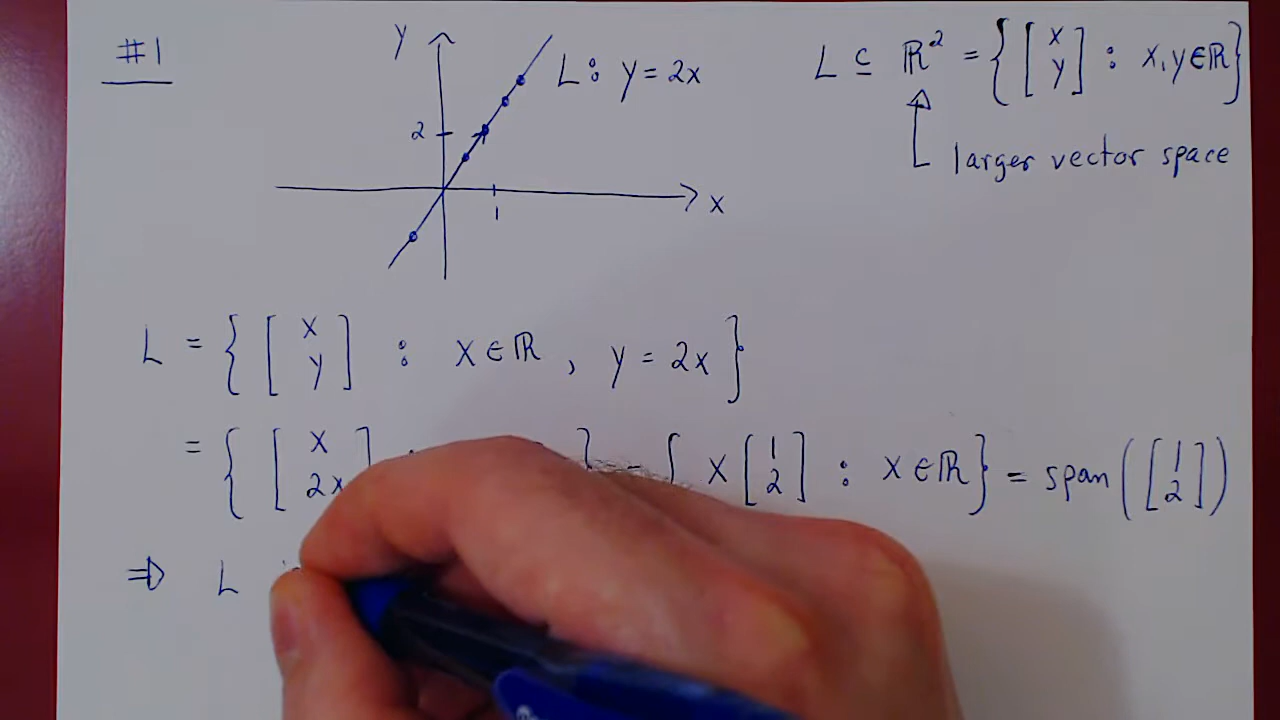 #1
y
L: y = 2x
2
1
x
L ⊆ ℝ² = { [x y] : x, y ∈ ℝ }
larger vector space
L = { [x y] : x ∈ ℝ , y = 2x }
= { [x 2x] : } = { x [1 2] : x ∈ ℝ } = span([1 2])
⇒ L